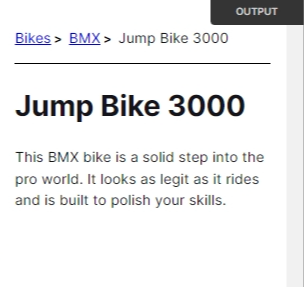 OUTPUT
Bikes > BMX > Jump Bike 3000
Jump Bike 3000
This BMX bike is a solid step into the
pro world. It looks as legit as it rides
and is built to polish your skills.